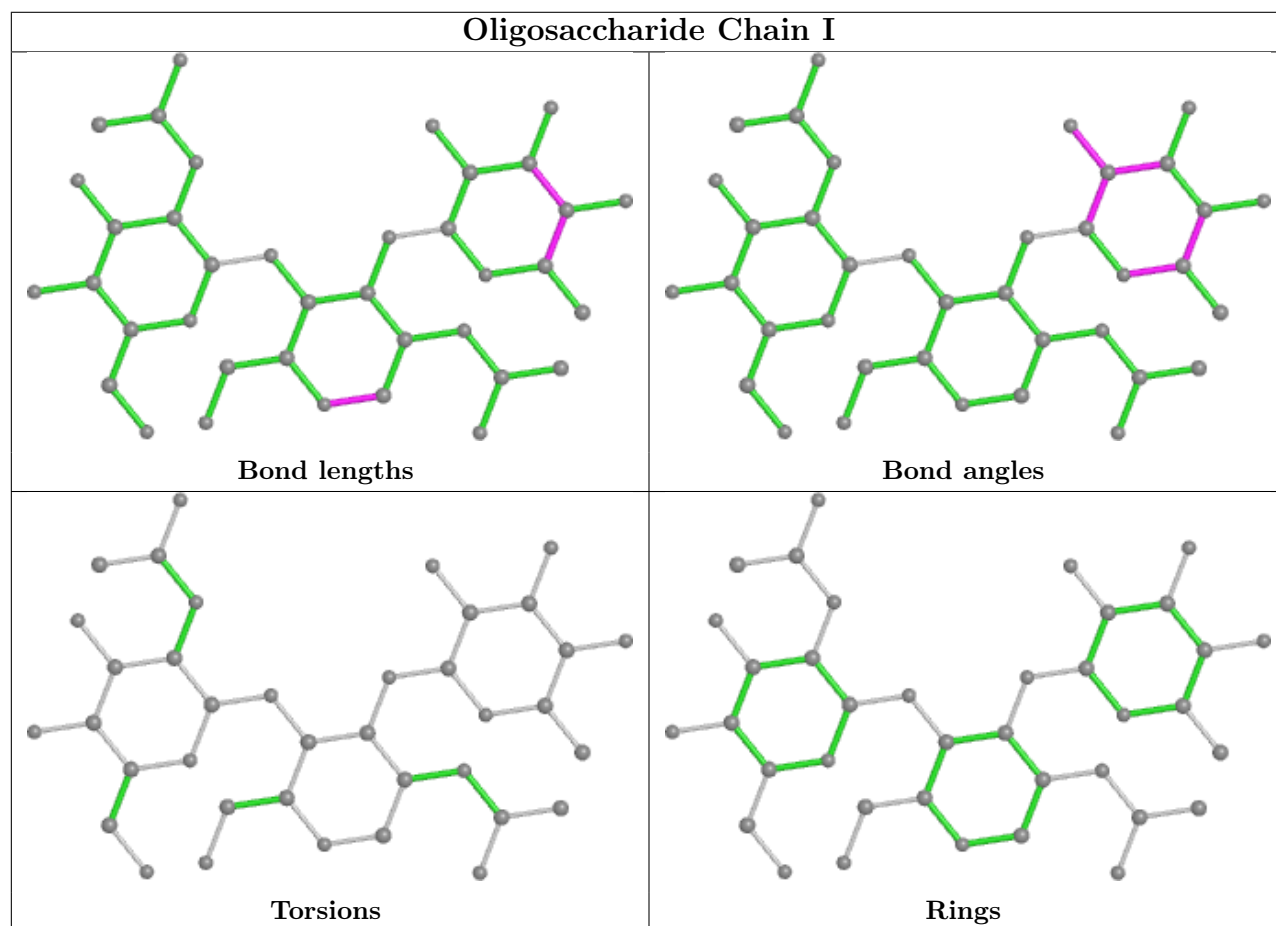 Oligosaccharide Chain I
Bond lengths
Bond angles
Torsions
Rings